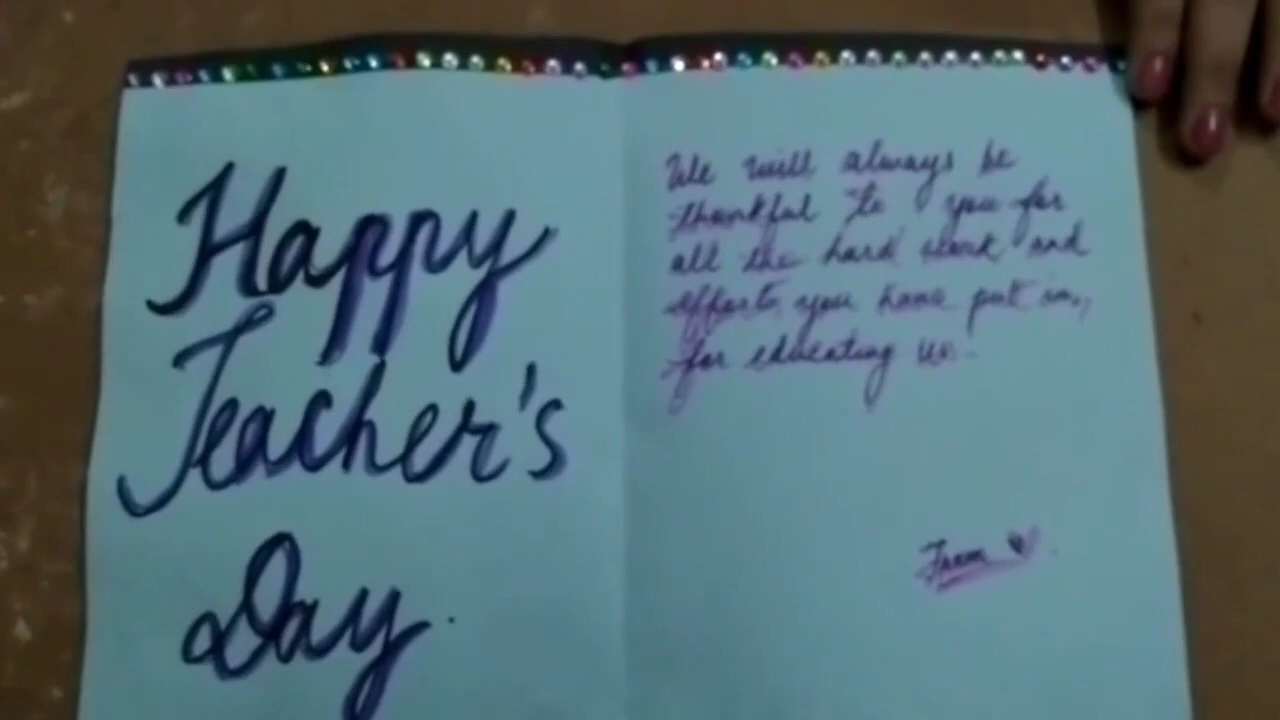 Happy
Teacher's
Day.
We will always be
thankful to you for
all the hard work and
efforts you have put in,
for educating us.
From